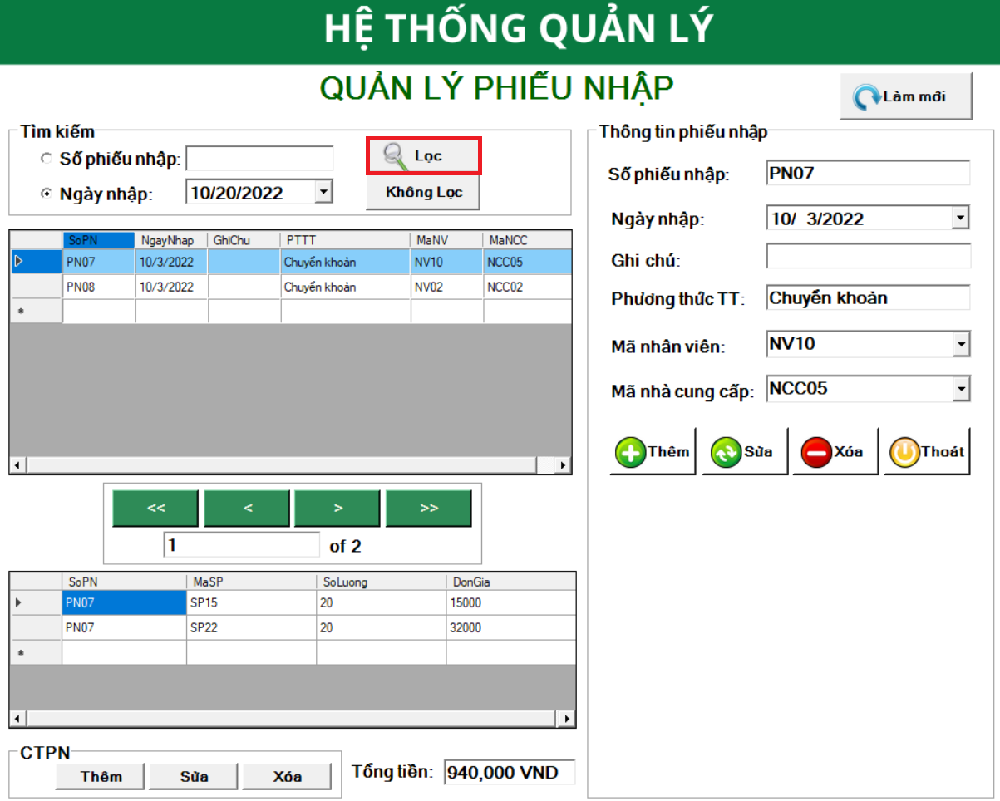 HỆ THỐNG QUẢN LÝ
QUẢN LÝ PHIẾU NHẬP
Làm mới
Tìm kiếm
Số phiếu nhập:
Lọc
Ngày nhập: 10/20/2022
Không Lọc
SoPN NgayNhap GhiChu PTTT MaNV MaNCC
PN07 10/3/2022 Chuyển khoản NV10 NCC05
PN08 10/3/2022 Chuyển khoản NV02 NCC02
<< < > >>
1 of 2
SoPN MaSP SoLuong DonGia
PN07 SP15 20 15000
PN07 SP22 20 32000
CTPN
Thêm Sửa Xóa
Tổng tiền: 940,000 VND
Thông tin phiếu nhập
Số phiếu nhập: PN07
Ngày nhập: 10/ 3/2022
Ghi chú:
Phương thức TT: Chuyển khoản
Mã nhân viên: NV10
Mã nhà cung cấp: NCC05
Thêm Sửa Xóa Thoát